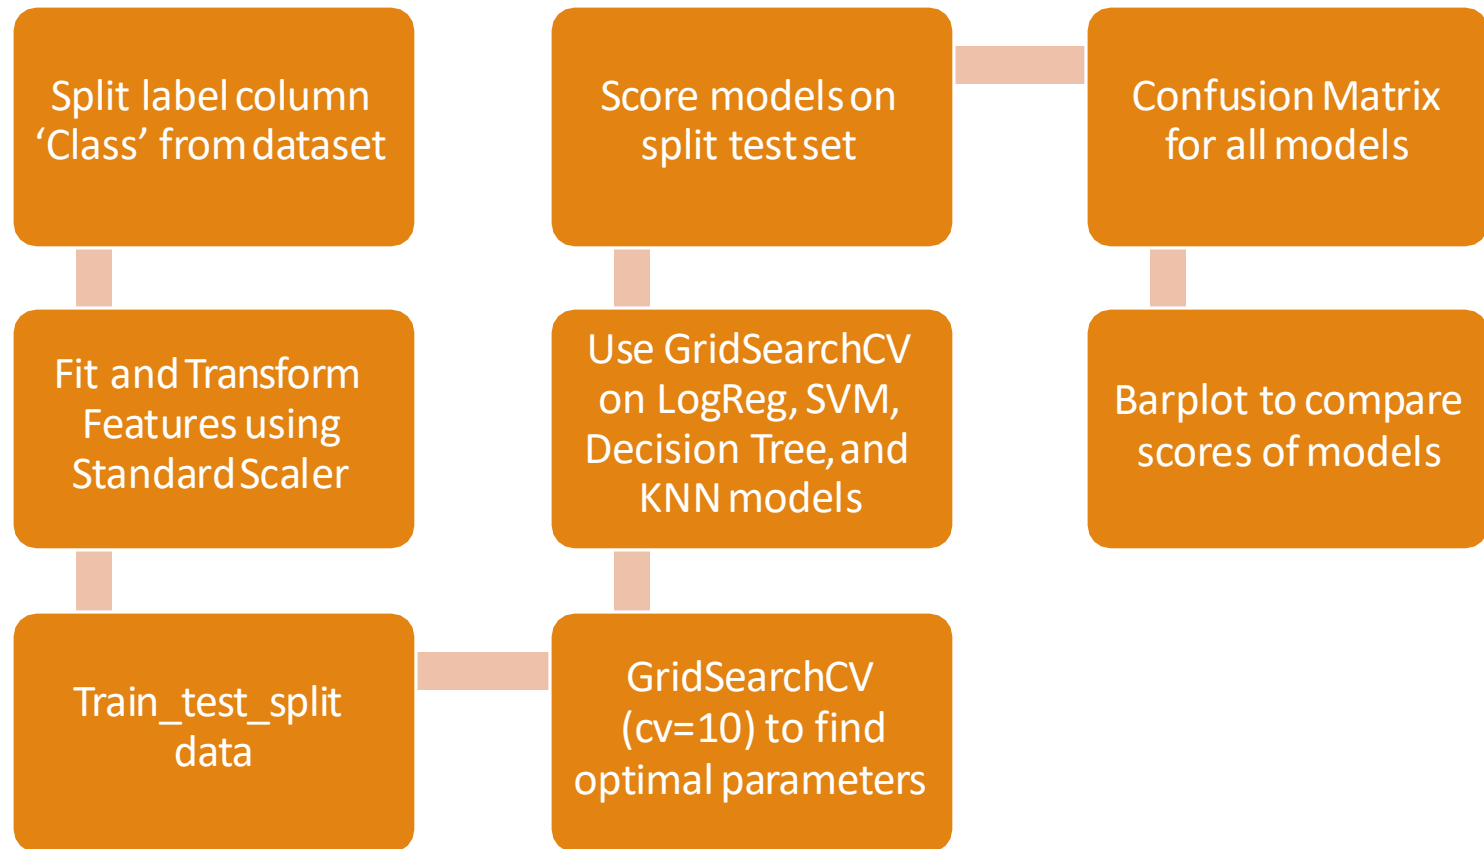 Split label column
‘Class’ from dataset
Fit and Transform
Features using
Standard Scaler
Train_test_split
data
GridSearchCV
(cv=10) to find
optimal parameters
Use GridSearchCV
on LogReg, SVM,
Decision Tree, and
KNN models
Score models on
split test set
Confusion Matrix
for all models
Barplot to compare
scores of models